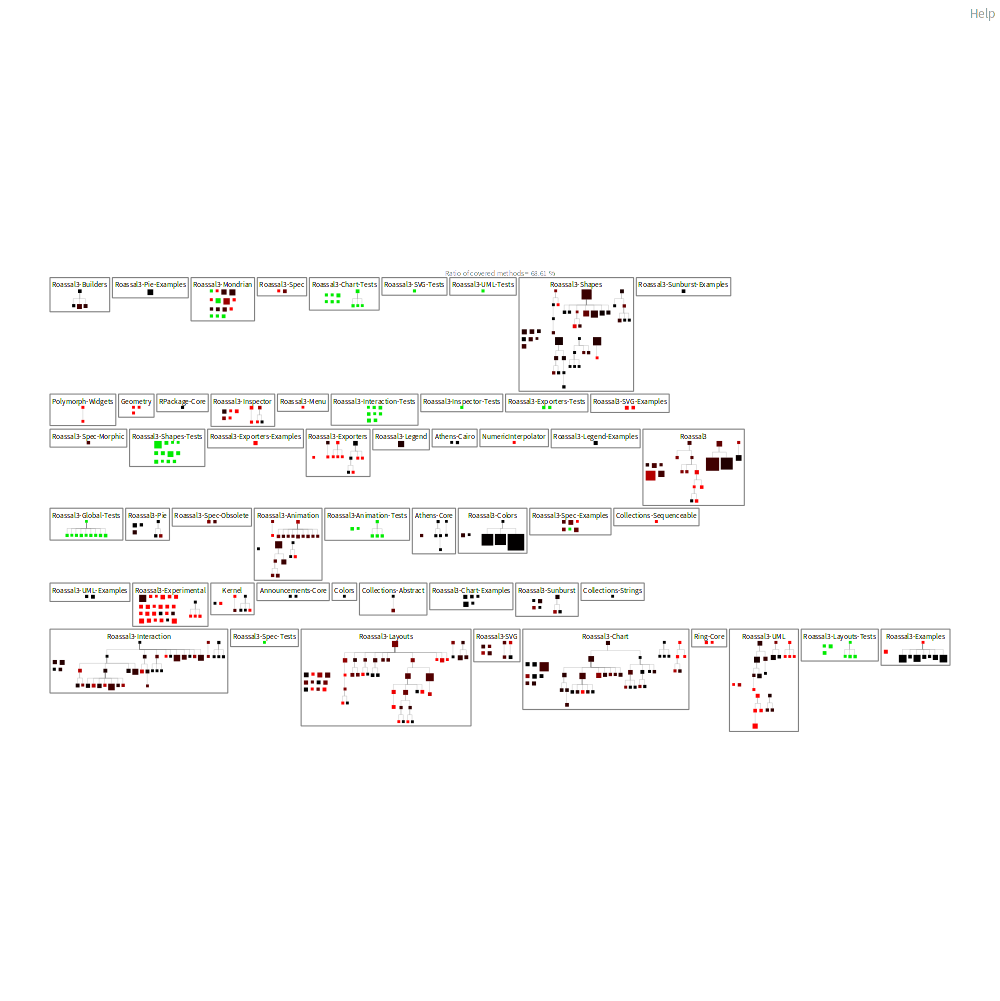 Help
Ratio of covered methods= 68.61 %
Roassal3-Builders
Roassal3-Pie-Examples
Roassal3-Mondrian
Roassal3-Spec
Roassal3-Chart-Tests
Roassal3-SVG-Tests
Roassal3-UML-Tests
Roassal3-Shapes
Roassal3-Sunburst-Examples
Polymorph-Widgets
Geometry
RPackage-Core
Roassal3-Inspector
Roassal3-Menu
Roassal3-Interaction-Tests
Roassal3-Inspector-Tests
Roassal3-Exporters-Tests
Roassal3-SVG-Examples
Roassal3-Spec-Morphic
Roassal3-Shapes-Tests
Roassal3-Exporters-Examples
Roassal3-Exporters
Roassal3-Legend
Athens-Cairo
NumericInterpolator
Roassal3-Legend-Examples
Roassal3
Roassal3-Global-Tests
Roassal3-Pie
Roassal3-Spec-Obsolete
Roassal3-Animation
Roassal3-Animation-Tests
Athens-Core
Roassal3-Colors
Roassal3-Spec-Examples
Collections-Sequenceable
Roassal3-UML-Examples
Roassal3-Experimental
Kernel
Announcements-Core
Colors
Collections-Abstract
Roassal3-Chart-Examples
Roassal3-Sunburst
Collections-Strings
Roassal3-Interaction
Roassal3-Spec-Tests
Roassal3-Layouts
Roassal3-SVG
Roassal3-Chart
Ring-Core
Roassal3-UML
Roassal3-Layouts-Tests
Roassal3-Examples